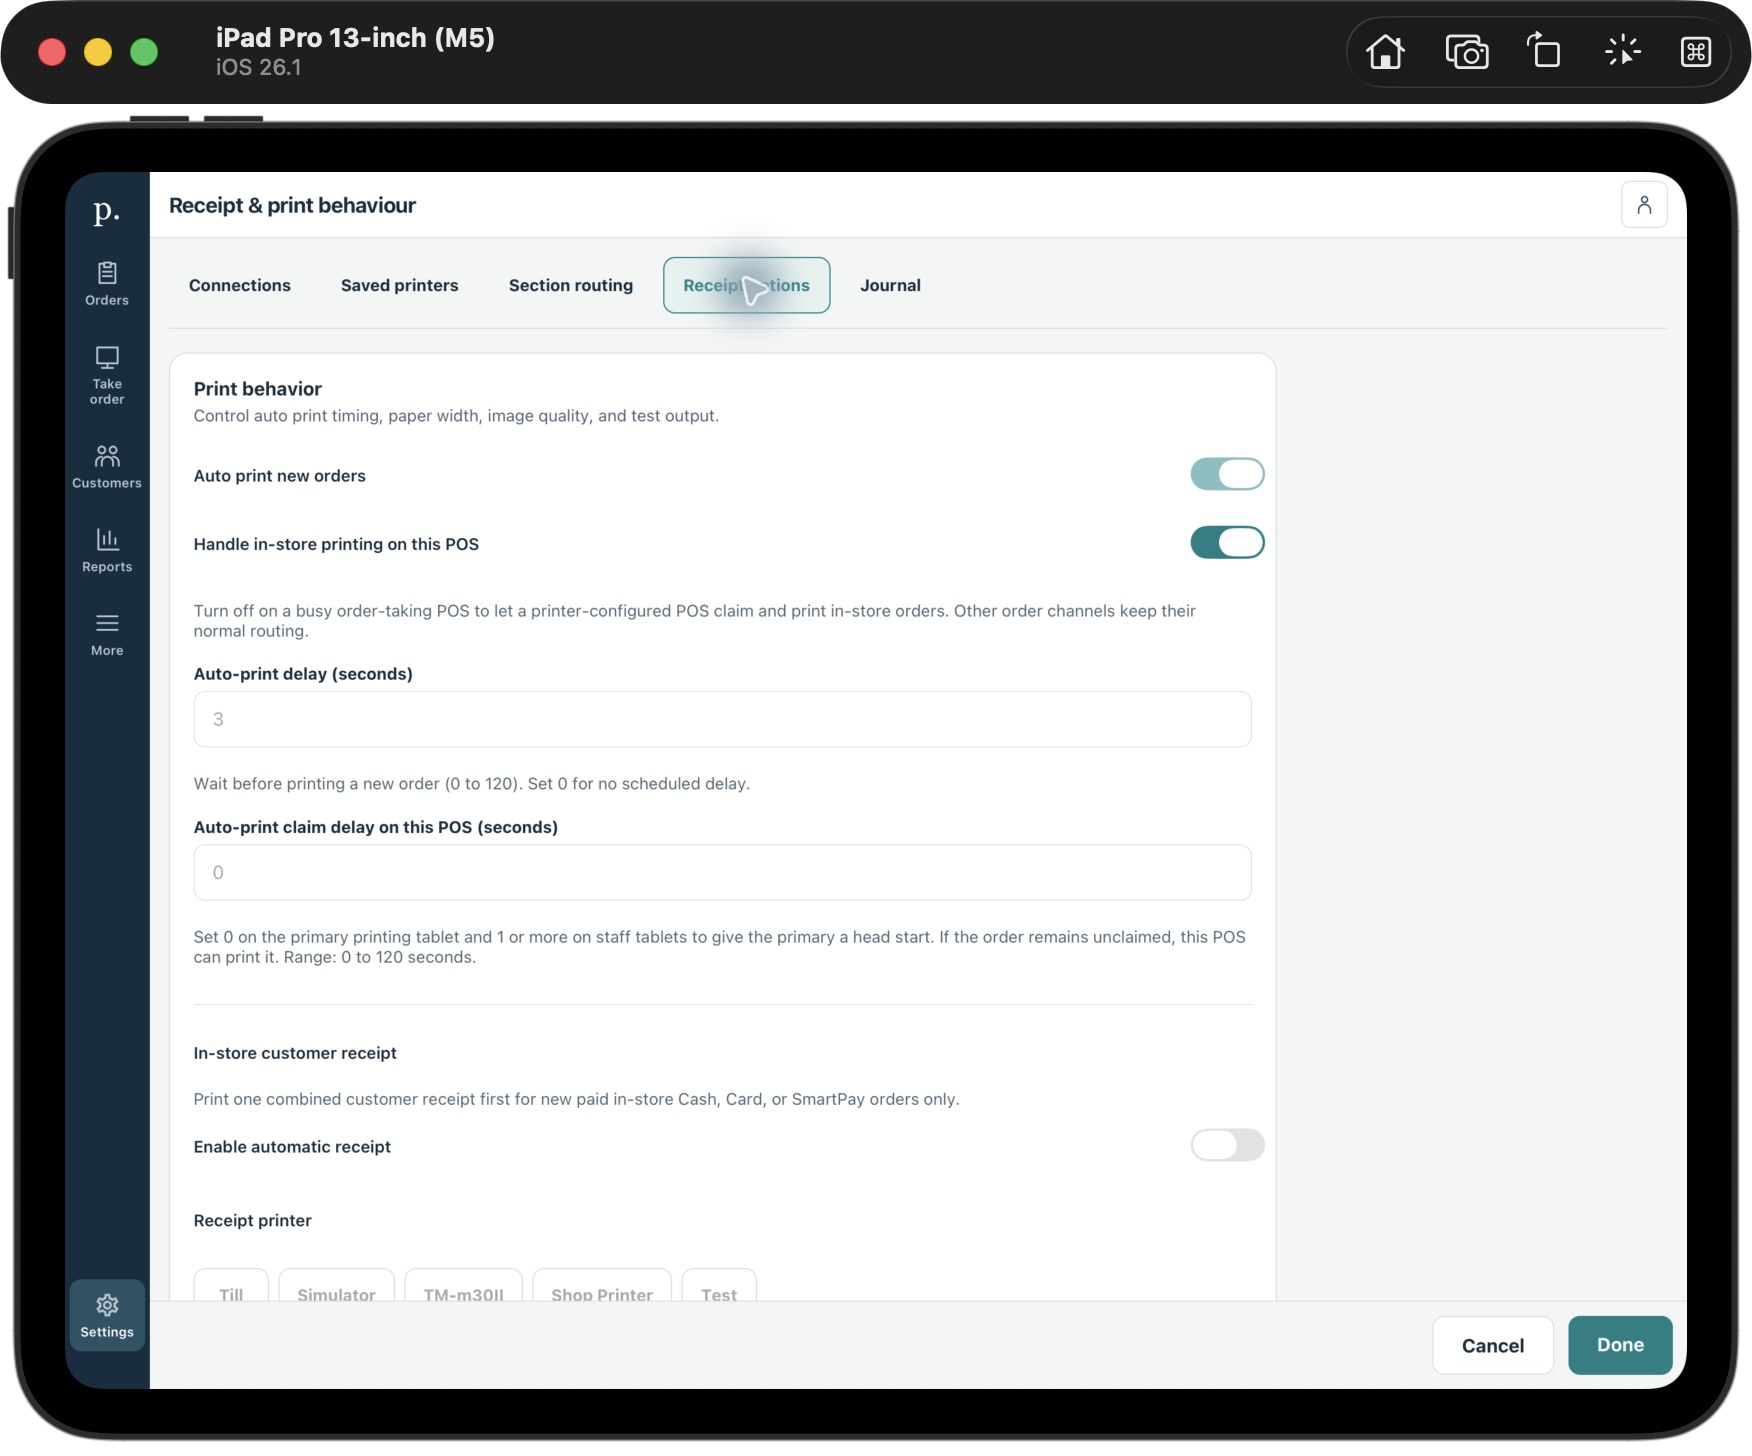 iPad Pro 13-inch (M5)
iOS 26.1
p.
Orders
Take
order
Customers
Reports
More
Settings
Receipt & print behaviour
Connections
Saved printers
Section routing
Receipt
Journal
Print behavior
Control auto print timing, paper width, image quality, and test output.
Auto print new orders
Handle in-store printing on this POS
Turn off on a busy order-taking POS to let a printer-configured POS claim and print in-store orders. Other order channels keep their
normal routing.
Auto-print delay (seconds)
3
Wait before printing a new order (0 to 120). Set 0 for no scheduled delay.
Auto-print claim delay on this POS (seconds)
0
Set 0 on the primary printing tablet and 1 or more on staff tablets to give the primary a head start. If the order remains unclaimed, this POS
can print it. Range: 0 to 120 seconds.
In-store customer receipt
Print one combined customer receipt first for new paid in-store Cash, Card, or SmartPay orders only.
Enable automatic receipt
Receipt printer
Till
Simulator
TM-m30II
Shop Printer
Test
Cancel
Done